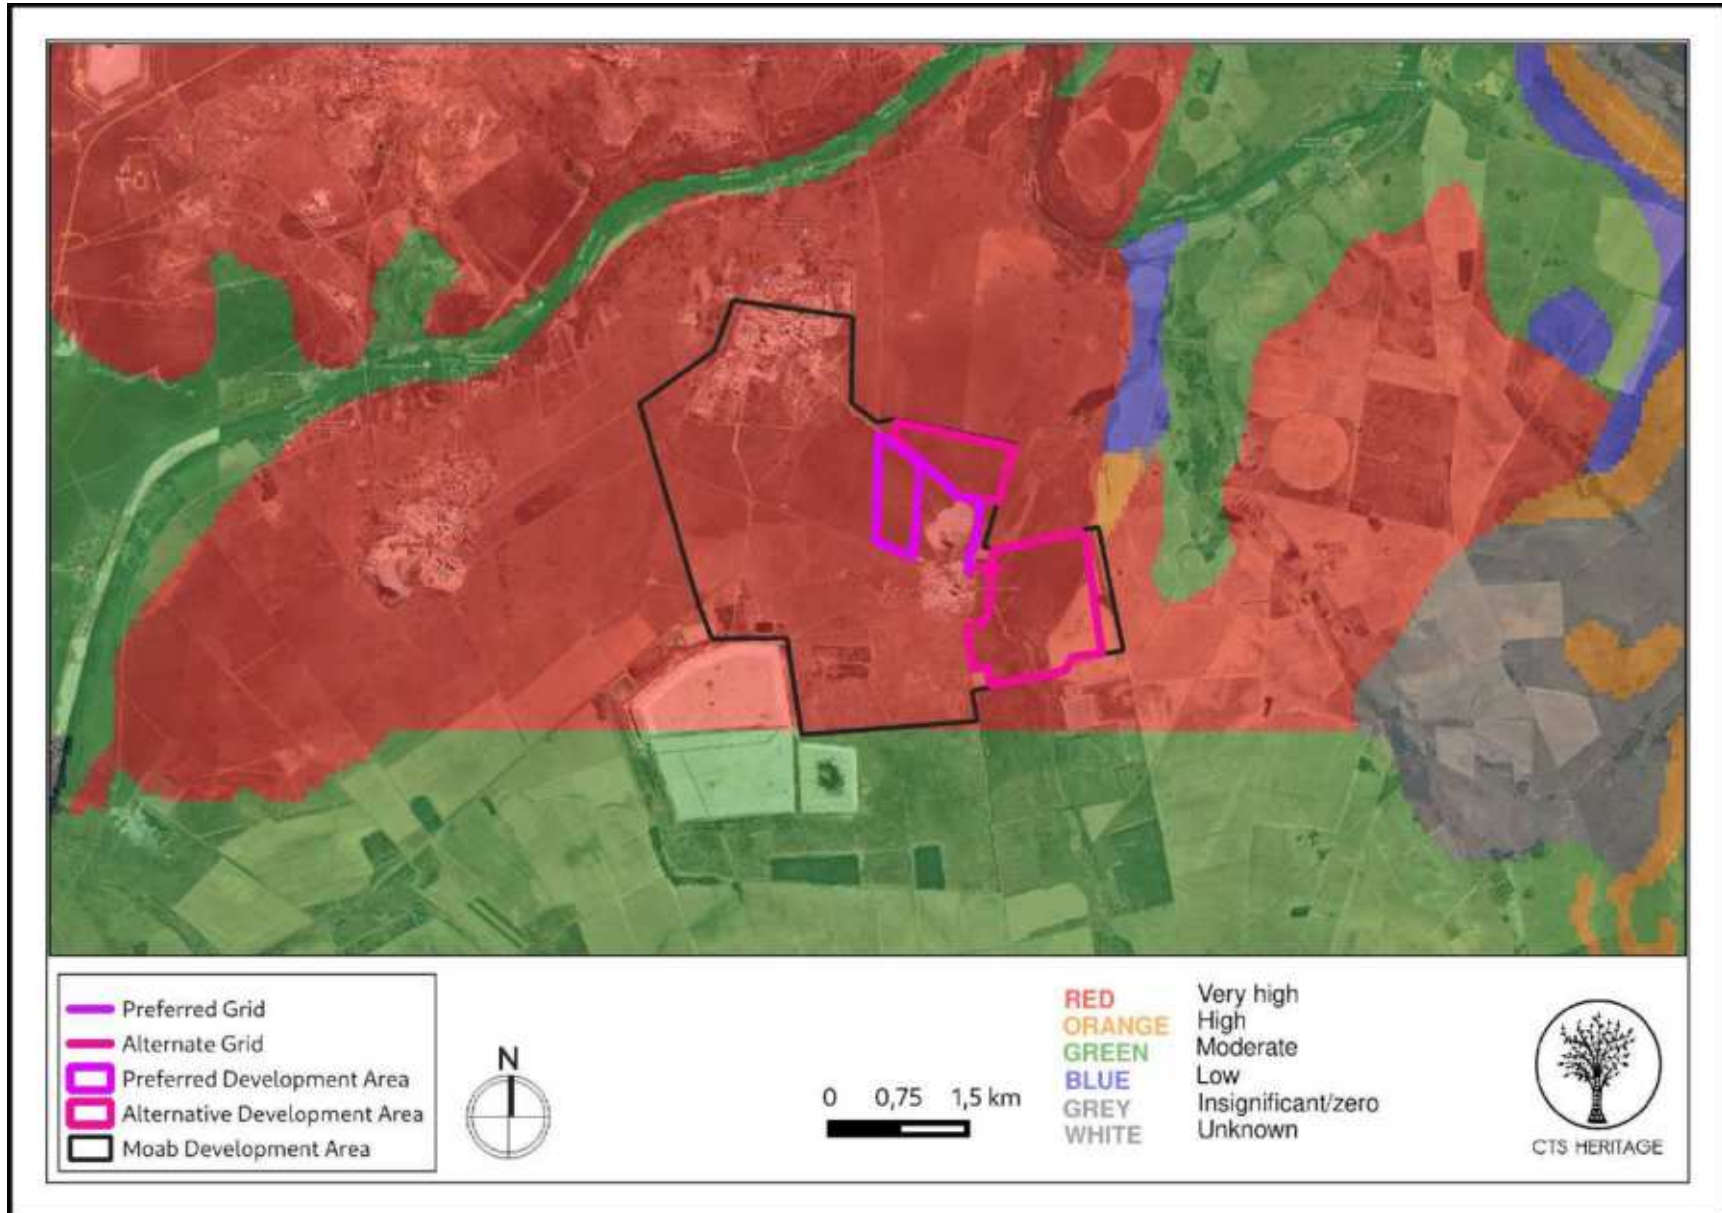 Preferred Grid
Alternate Grid
Preferred Development Area
Alternative Development Area
Moab Development Area
N
0 0,75 1,5 km
RED Very high
ORANGE High
GREEN Moderate
BLUE Low
GREY Insignificant/zero
WHITE Unknown
CTS HERITAGE